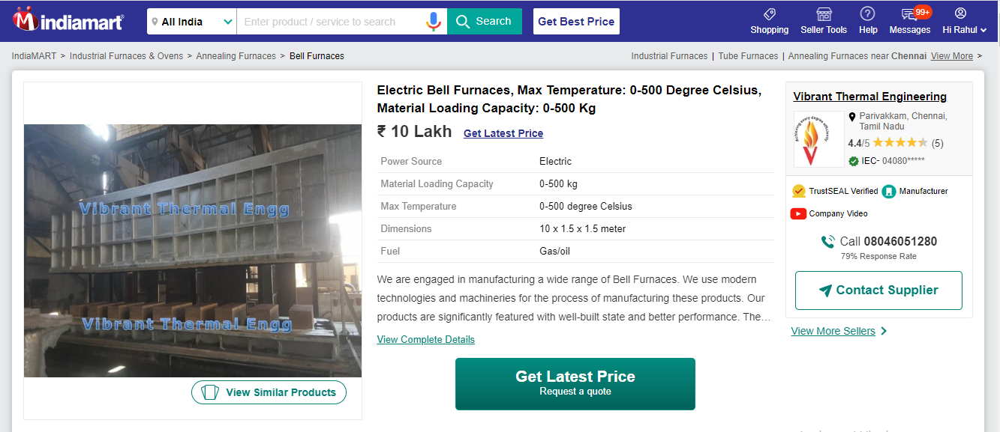 indiamart
All India
Enter product / service to search
Search
Get Best Price
Shopping
Seller Tools
Help
99+
Messages
Hi Rahul
IndiaMART > Industrial Furnaces & Ovens > Annealing Furnaces > Bell Furnaces
Industrial Furnaces | Tube Furnaces | Annealing Furnaces near Chennai View More >
Vibrant Thermal Engg
Vibrant Thermal Engg
View Similar Products
Electric Bell Furnaces, Max Temperature: 0-500 Degree Celsius,
Material Loading Capacity: 0-500 Kg
₹ 10 Lakh Get Latest Price
Power Source Electric
Material Loading Capacity 0-500 kg
Max Temperature 0-500 degree Celsius
Dimensions 10 x 1.5 x 1.5 meter
Fuel Gas/oil
We are engaged in manufacturing a wide range of Bell Furnaces. We use modern
technologies and machineries for the process of manufacturing these products. Our
products are significantly featured with well-built state and better performance. The...
View Complete Details
Get Latest Price
Request a quote
Vibrant Thermal Engineering
Achieving every degree efficiently
Parivakkam, Chennai,
Tamil Nadu
4.4/5 (5)
IEC- 04080*****
TrustSEAL Verified Manufacturer
Company Video
Call 08046051280
79% Response Rate
Contact Supplier
View More Sellers >